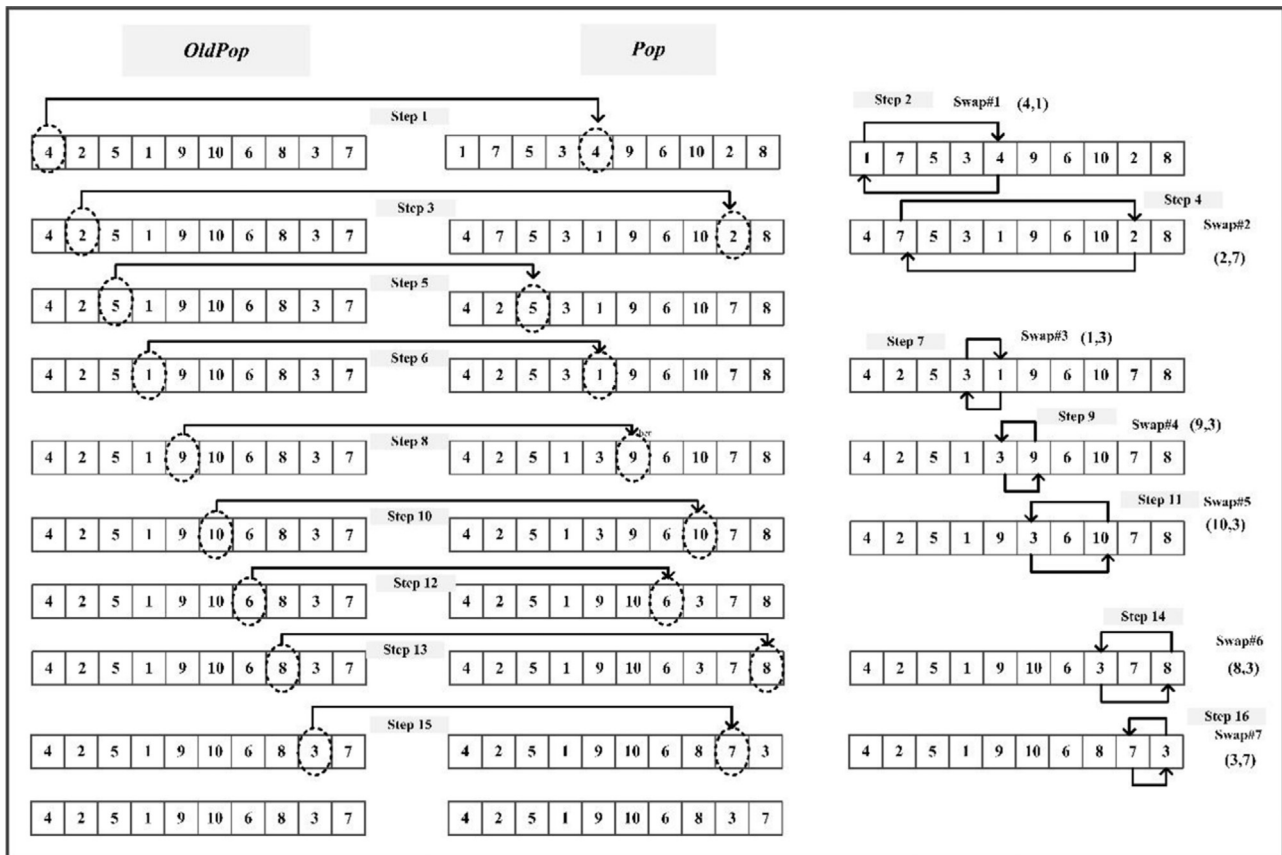 OldPop Pop
Step 1 Step 2 Swap#1 (4,1)
4 2 5 1 9 10 6 8 3 7 1 7 5 3 4 9 6 10 2 8 1 7 5 3 4 9 6 10 2 8
Step 3 Step 4
4 2 5 1 9 10 6 8 3 7 4 7 5 3 1 9 6 10 2 8 4 7 5 3 1 9 6 10 2 8 Swap#2
(2,7)
Step 5
4 2 5 1 9 10 6 8 3 7 4 2 5 3 1 9 6 10 7 8
Step 6 Step 7 Swap#3 (1,3)
4 2 5 1 9 10 6 8 3 7 4 2 5 3 1 9 6 10 7 8 4 2 5 3 1 9 6 10 7 8
Step 8 Step 9 Swap#4 (9,3)
4 2 5 1 9 10 6 8 3 7 4 2 5 1 3 9 6 10 7 8 4 2 5 1 3 9 6 10 7 8
Step 10 Step 11 Swap#5
4 2 5 1 9 10 6 8 3 7 4 2 5 1 3 9 6 10 7 8 4 2 5 1 9 3 6 10 7 8 (10,3)
Step 12
4 2 5 1 9 10 6 8 3 7 4 2 5 1 9 10 6 3 7 8
Step 13 Step 14 Swap#6
4 2 5 1 9 10 6 8 3 7 4 2 5 1 9 10 6 3 7 8 4 2 5 1 9 10 6 3 7 8 (8,3)
Step 15 Step 16
Swap#7
4 2 5 1 9 10 6 8 3 7 4 2 5 1 9 10 6 8 7 3 4 2 5 1 9 10 6 8 7 3 (3,7)
4 2 5 1 9 10 6 8 3 7 4 2 5 1 9 10 6 8 3 7